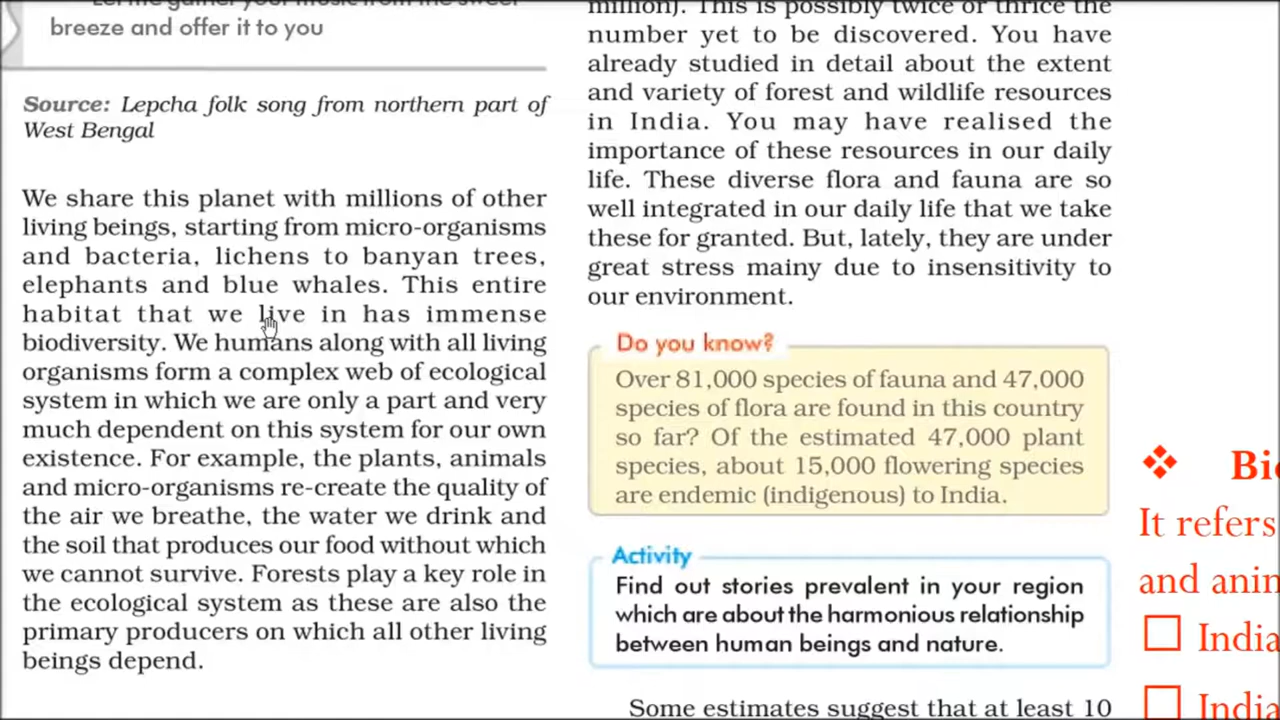 Let me gather your music from the sweet
breeze and offer it to you
Source: Lepcha folk song from northern part of
West Bengal
We share this planet with millions of other
living beings, starting from micro-organisms
and bacteria, lichens to banyan trees,
elephants and blue whales. This entire
habitat that we live in has immense
biodiversity. We humans along with all living
organisms form a complex web of ecological
system in which we are only a part and very
much dependent on this system for our own
existence. For example, the plants, animals
and micro-organisms re-create the quality of
the air we breathe, the water we drink and
the soil that produces our food without which
we cannot survive. Forests play a key role in
the ecological system as these are also the
primary producers on which all other living
beings depend.
million). This is possibly twice or thrice the
number yet to be discovered. You have
already studied in detail about the extent
and variety of forest and wildlife resources
in India. You may have realised the
importance of these resources in our daily
life. These diverse flora and fauna are so
well integrated in our daily life that we take
these for granted. But, lately, they are under
great stress mainy due to insensitivity to
our environment.
Do you know?
Over 81,000 species of fauna and 47,000
species of flora are found in this country
so far? Of the estimated 47,000 plant
species, about 15,000 flowering species
are endemic (indigenous) to India.
Activity
Find out stories prevalent in your region
which are about the harmonious relationship
between human beings and nature.
Some estimates suggest that at least 10
It refers
and anim
India
India